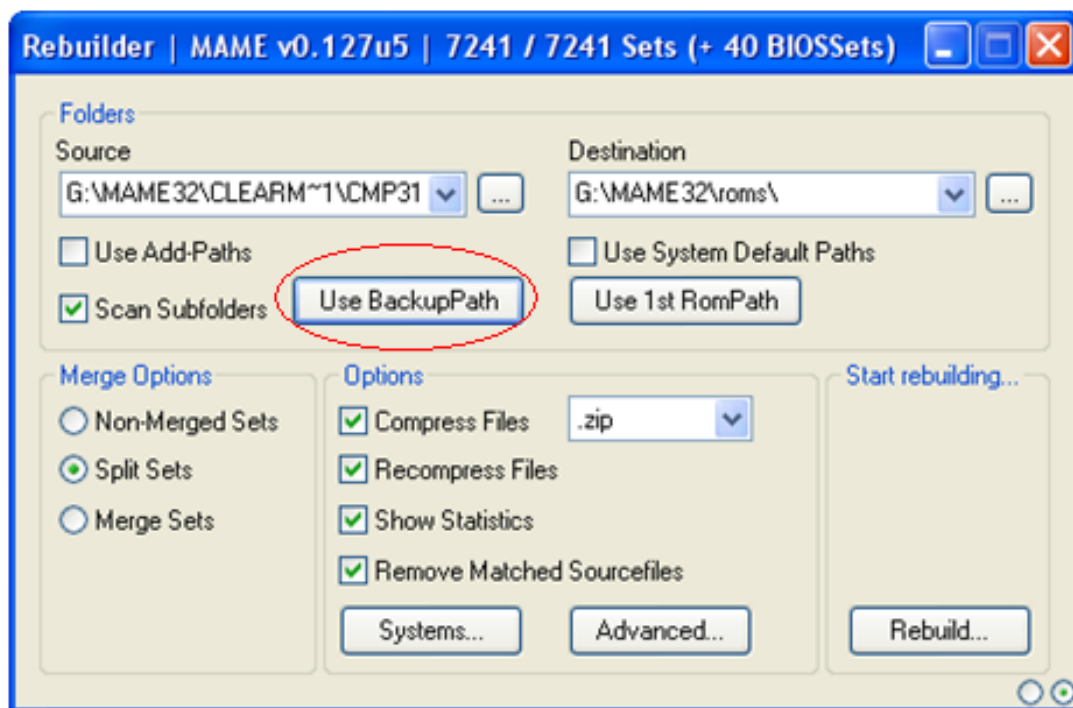 Rebuilder | MAME v0.127u5 | 7241 / 7241 Sets (+ 40 BIOSSets)
Folders
Source
Destination
G:\MAME32\CLEARM~1\CMP31
...
G:\MAME32\roms\
...
Use Add-Paths
Use System Default Paths
Scan Subfolders
Use BackupPath
Use 1st RomPath
Merge Options
Options
Start rebuilding...
Non-Merged Sets
Compress Files
.zip
Split Sets
Recompress Files
Merge Sets
Show Statistics
Remove Matched Sourcefiles
Systems...
Advanced...
Rebuild...